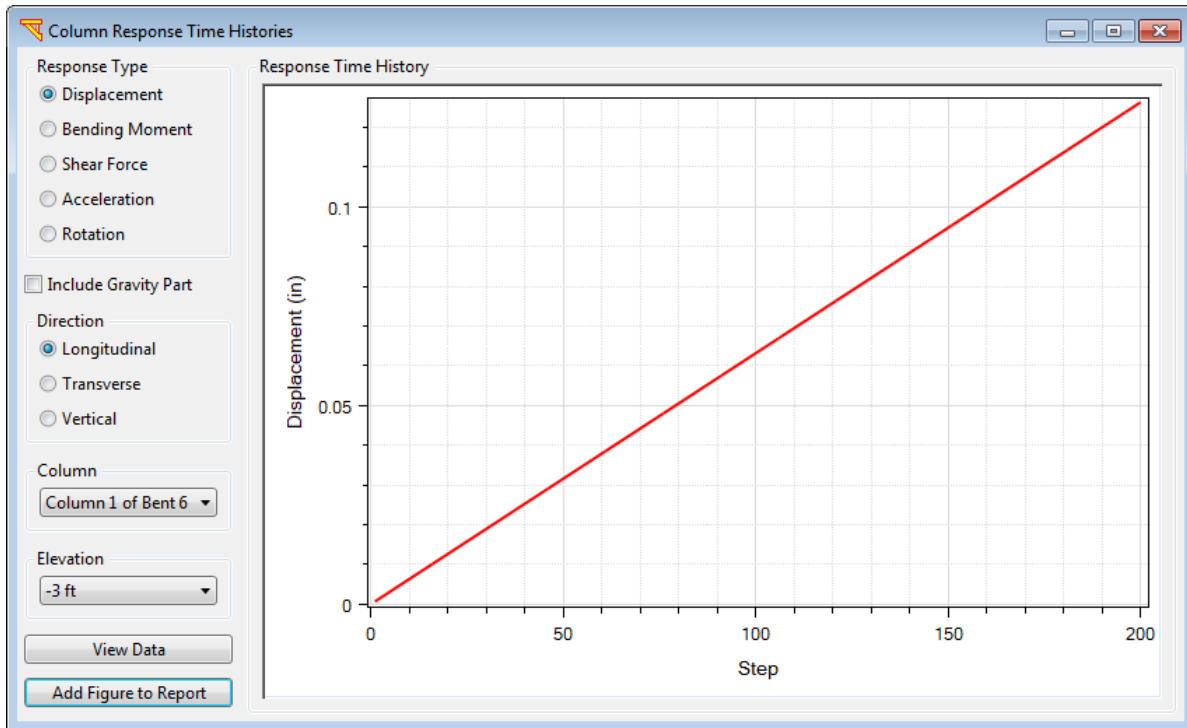 Column Response Time Histories
Response Type
Displacement
Bending Moment
Shear Force
Acceleration
Rotation
Include Gravity Part
Direction
Longitudinal
Transverse
Vertical
Column
Column 1 of Bent 6
Elevation
-3 ft
View Data
Add Figure to Report
Response Time History
Displacement (in)
0.1
0.05
0
0 50 100 150 200
Step